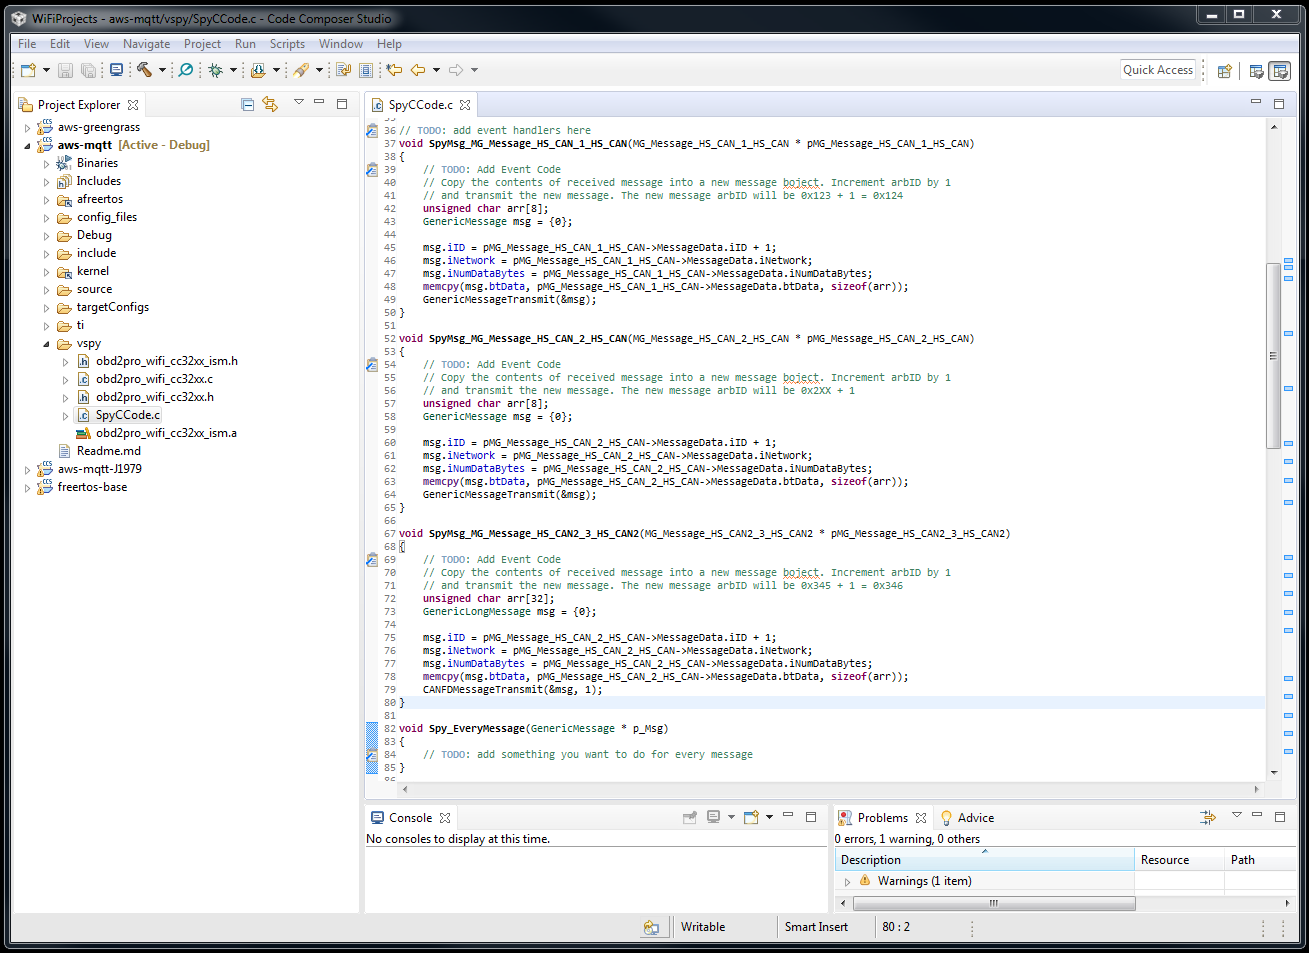 WiFiProjects - aws-mqtt/vspy/SpyCCode.c - Code Composer Studio
File Edit View Navigate Project Run Scripts Window Help
Quick Access
Project Explorer
aws-greengrass
aws-mqtt [Active - Debug]
Binaries
Includes
afreertos
config_files
Debug
include
kernel
source
targetConfigs
ti
vspy
obd2pro_wifi_cc32xx_ism.h
obd2pro_wifi_cc32xx.c
obd2pro_wifi_cc32xx.h
SpyCCode.c
obd2pro_wifi_cc32xx_ism.a
Readme.md
aws-mqtt-J1979
freertos-base
SpyCCode.c
35
36 // TODO: add event handlers here
37 void SpyMsg_MG_Message_HS_CAN_1_HS_CAN(MG_Message_HS_CAN_1_HS_CAN * pMG_Message_HS_CAN_1_HS_CAN)
38 {
39 // TODO: Add Event Code
40 // Copy the contents of received message into a new message boject. Increment arbID by 1
41 // and transmit the new message. The new message arbID will be 0x123 + 1 = 0x124
42 unsigned char arr[8];
43 GenericMessage msg = {0};
44
45 msg.iID = pMG_Message_HS_CAN_1_HS_CAN->MessageData.iID + 1;
46 msg.iNetwork = pMG_Message_HS_CAN_1_HS_CAN->MessageData.iNetwork;
47 msg.iNumDataBytes = pMG_Message_HS_CAN_1_HS_CAN->MessageData.iNumDataBytes;
48 memcpy(msg.btData, pMG_Message_HS_CAN_1_HS_CAN->MessageData.btData, sizeof(arr));
49 GenericMessageTransmit(&msg);
50 }
51
52 void SpyMsg_MG_Message_HS_CAN_2_HS_CAN(MG_Message_HS_CAN_2_HS_CAN * pMG_Message_HS_CAN_2_HS_CAN)
53 {
54 // TODO: Add Event Code
55 // Copy the contents of received message into a new message boject. Increment arbID by 1
56 // and transmit the new message. The new message arbID will be 0x2XX + 1
57 unsigned char arr[8];
58 GenericMessage msg = {0};
59
60 msg.iID = pMG_Message_HS_CAN_2_HS_CAN->MessageData.iID + 1;
61 msg.iNetwork = pMG_Message_HS_CAN_2_HS_CAN->MessageData.iNetwork;
62 msg.iNumDataBytes = pMG_Message_HS_CAN_2_HS_CAN->MessageData.iNumDataBytes;
63 memcpy(msg.btData, pMG_Message_HS_CAN_2_HS_CAN->MessageData.btData, sizeof(arr));
64 GenericMessageTransmit(&msg);
65 }
66
67 void SpyMsg_MG_Message_HS_CAN2_3_HS_CAN2(MG_Message_HS_CAN2_3_HS_CAN2 * pMG_Message_HS_CAN2_3_HS_CAN2)
68 {
69 // TODO: Add Event Code
70 // Copy the contents of received message into a new message boject. Increment arbID by 1
71 // and transmit the new message. The new message arbID will be 0x345 + 1 = 0x346
72 unsigned char arr[32];
73 GenericLongMessage msg = {0};
74
75 msg.iID = pMG_Message_HS_CAN_2_HS_CAN->MessageData.iID + 1;
76 msg.iNetwork = pMG_Message_HS_CAN_2_HS_CAN->MessageData.iNetwork;
77 msg.iNumDataBytes = pMG_Message_HS_CAN_2_HS_CAN->MessageData.iNumDataBytes;
78 memcpy(msg.btData, pMG_Message_HS_CAN_2_HS_CAN->MessageData.btData, sizeof(arr));
79 CANFDMessageTransmit(&msg, 1);
80 }
81
82 void Spy_EveryMessage(GenericMessage * p_Msg)
83 {
84 // TODO: add something you want to do for every message
85 }
86
Console
No consoles to display at this time.
Problems Advice
0 errors, 1 warning, 0 others
Description Resource Path
Warnings (1 item)
Writable Smart Insert 80 : 2